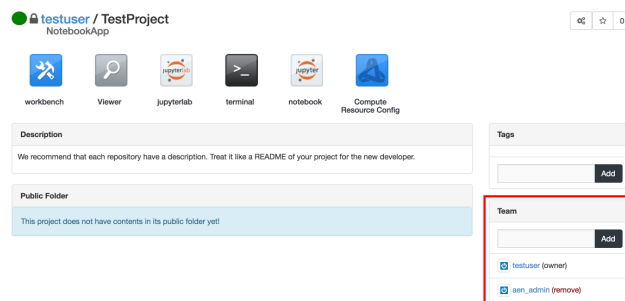 testuser / TestProject
NotebookApp
0
jupyterlab
>_
jupyter
workbench
Viewer
jupyterlab
terminal
notebook
Compute
Resource Config
Description
We recommend that each repository have a description. Treat it like a README of your project for the new developer.
Public Folder
This project does not have contents in its public folder yet!
Tags
Add
Team
Add
testuser (owner)
aen_admin (remove)